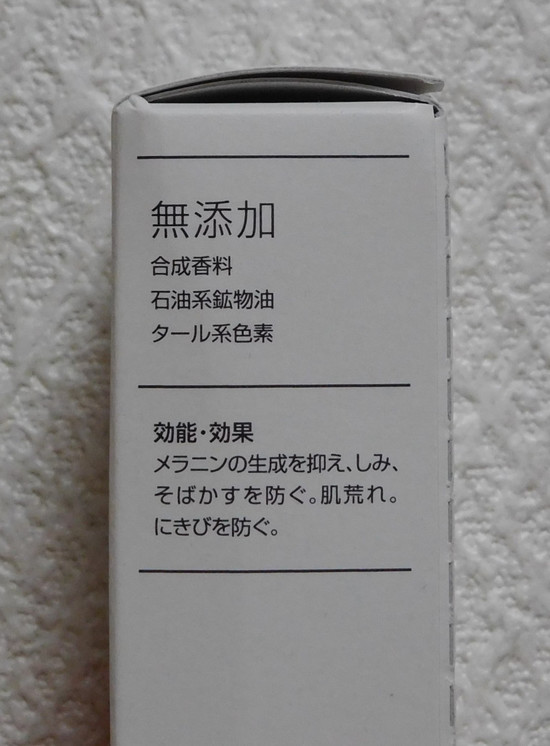 無添加
合成香料
石油系鉱物油
タール系色素
効能・効果
メラニンの生成を抑え、しみ、
そばかすを防ぐ。肌荒れ。
にきびを防ぐ。